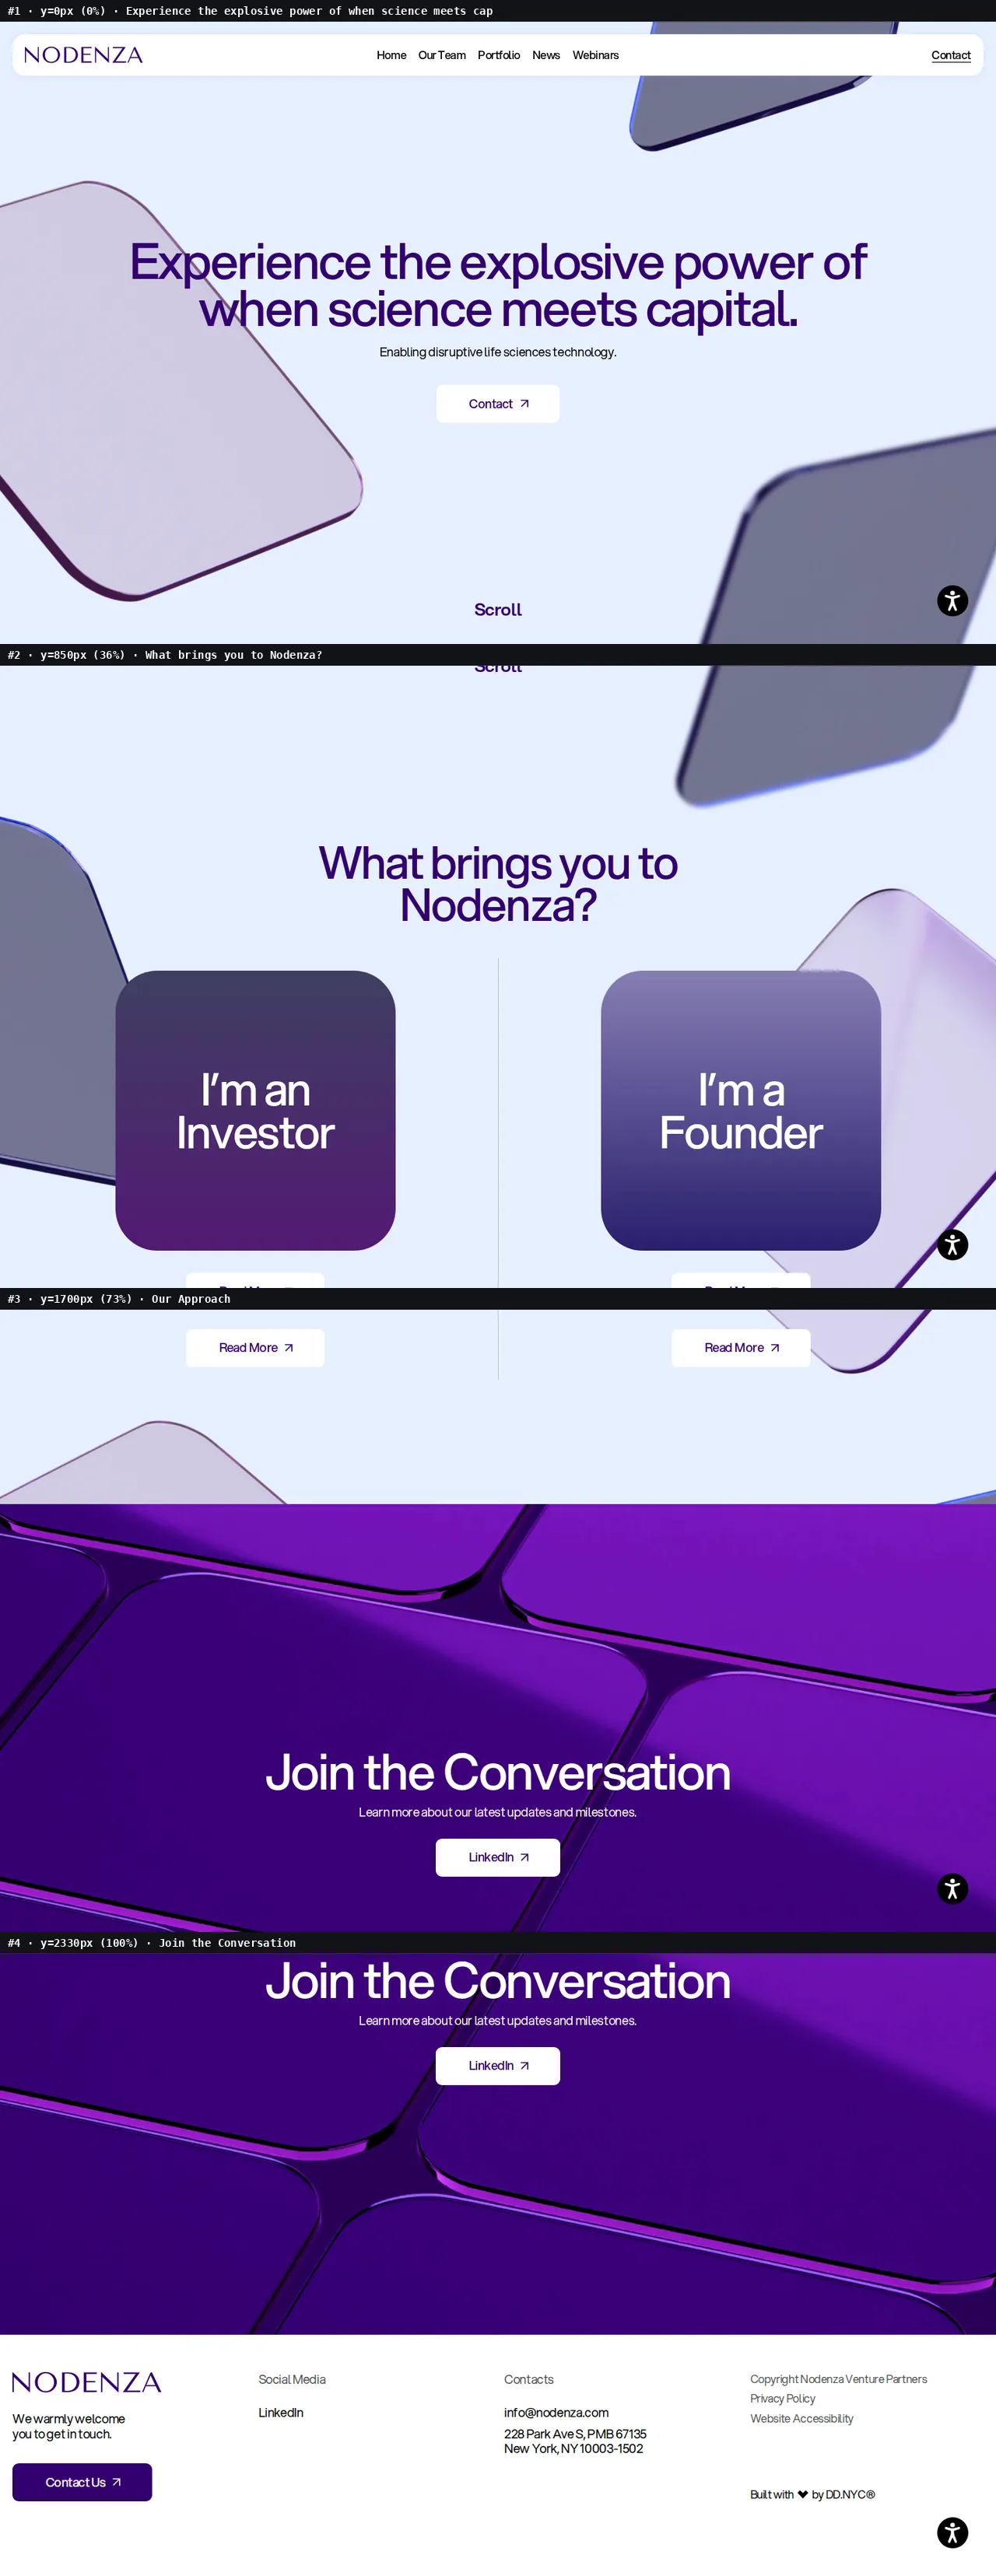 #1 · y=0px (0%) · Experience the explosive power of when science meets cap
NODENZA
Home Our Team Portfolio News Webinars
Contact
Experience the explosive power of
when science meets capital.
Enabling disruptive life sciences technology.
Contact
Scroll
#2 · y=850px (36%) · What brings you to Nodenza?
Scroll
What brings you to
Nodenza?
I'm an
Investor
I'm a
Founder
Read More
Read More
#3 · y=1700px (73%) · Our Approach
Read More
Read More
Join the Conversation
Learn more about our latest updates and milestones.
LinkedIn
#4 · y=2330px (100%) · Join the Conversation
Join the Conversation
Learn more about our latest updates and milestones.
LinkedIn
NODENZA
We warmly welcome
you to get in touch.
Contact Us
Social Media
LinkedIn
Contacts
info@nodenza.com
228 Park Ave S, PMB 67135
New York, NY 10003-1502
Copyright Nodenza Venture Partners
Privacy Policy
Website Accessibility
Built with ❤ by DD.NYC®